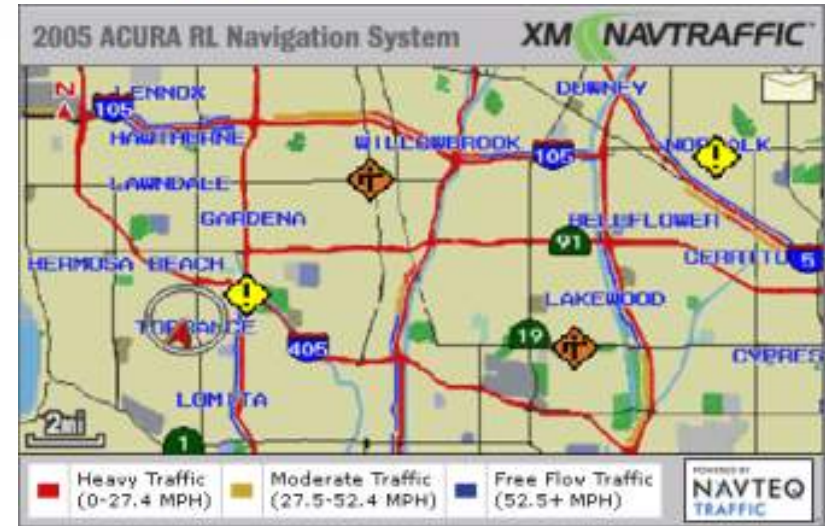 2005 ACURA RL Navigation System
XM NAVTRAFFIC
LENNOX
DOWNEY
N
105
HAWTHORNE
WILLOWBROOK
105
NORWALK
LAWNDALE
GARDENA
BELLFLOWER
91
HERMOSA BEACH
CERRITO
5
LAKEWOOD
TORRANCE
405
19
CYPRES
LOMITA
2mi
1
Heavy Traffic
(0-27.4 MPH)
Moderate Traffic
(27.5-52.4 MPH)
Free Flow Traffic
(52.5+ MPH)
POWERED BY
NAVTEQ
TRAFFIC